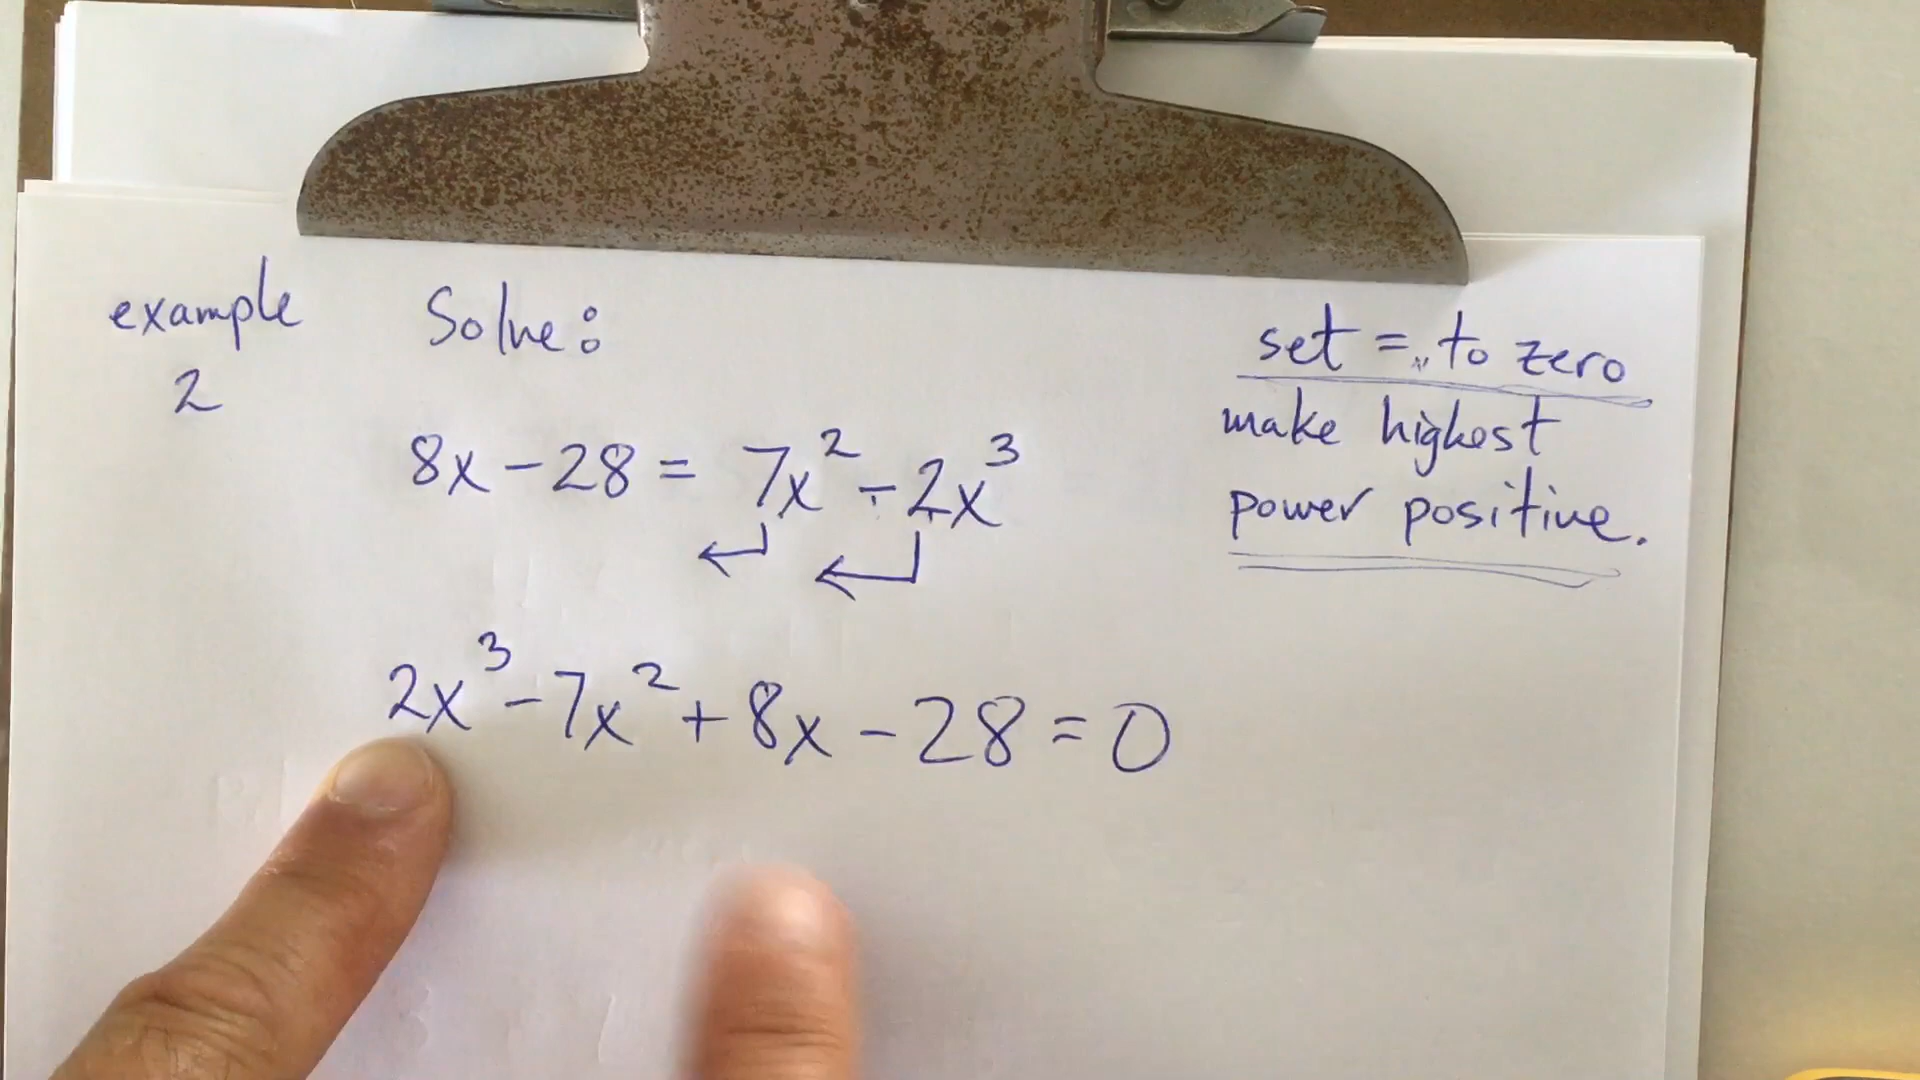 example
2
Solve:
8x - 28 = 7x² - 2x³
2x³ - 7x² + 8x - 28 = 0
set = to zero
make highest
power positive.